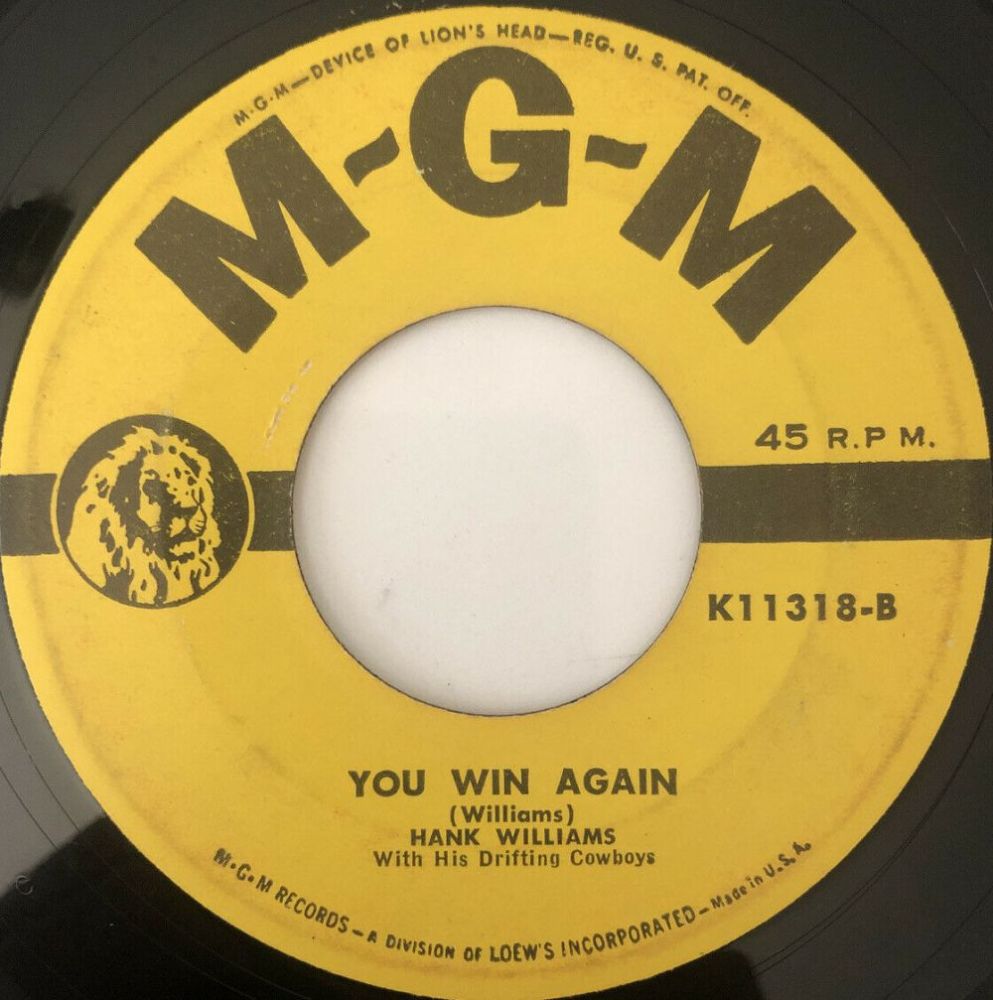 M-G-M—DEVICE OF LION'S HEAD—REG. U. S. PAT. OFF.
M-G-M
45 R.P M.
K11318-B
YOU WIN AGAIN
(Williams)
HANK WILLIAMS
With His Drifting Cowboys
M-G-M RECORDS—A DIVISION OF LOEW'S INCORPORATED—Made in U. S. A.